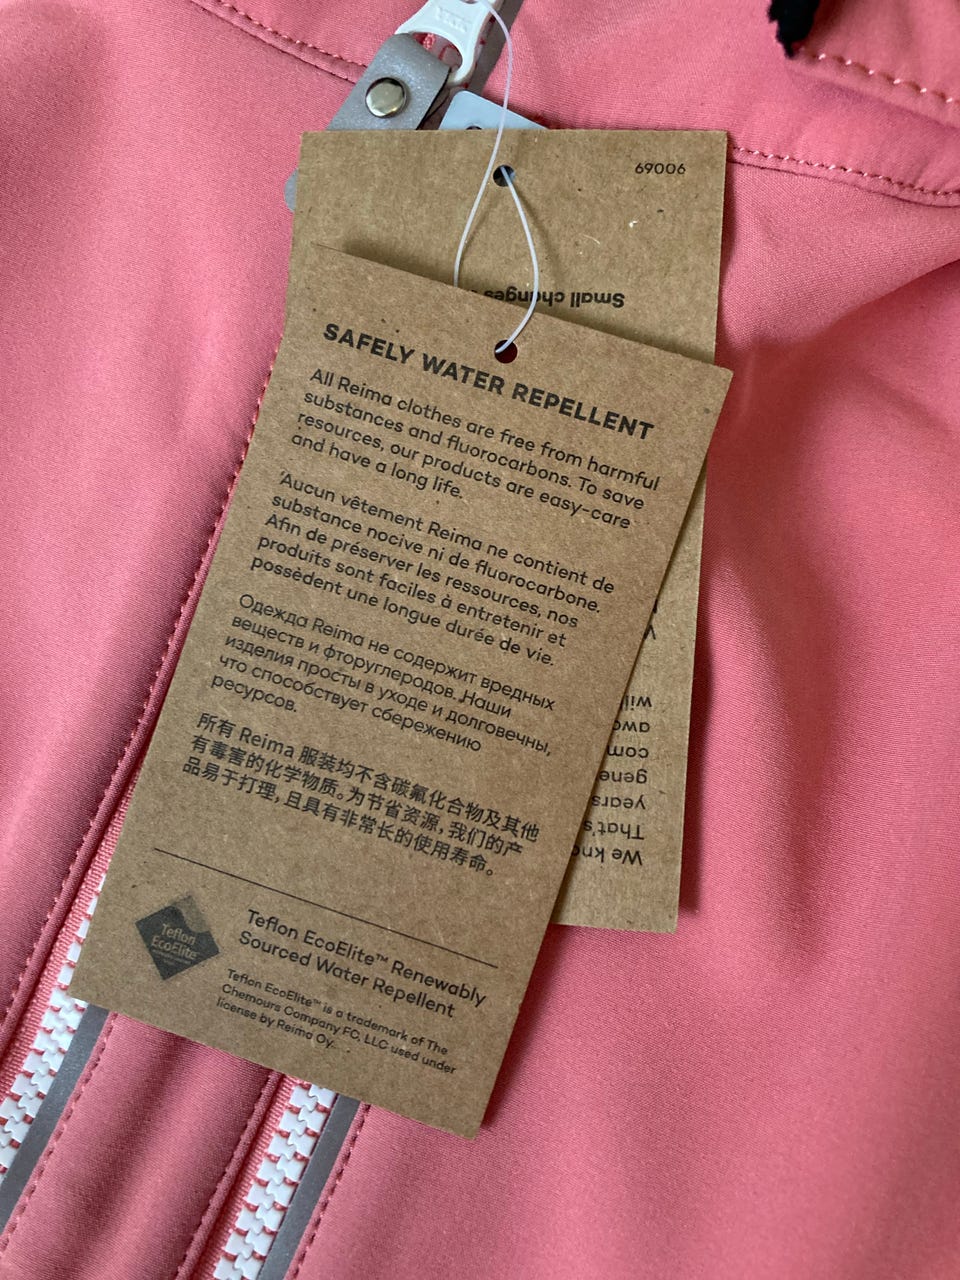 YKK
69006
Small changes
SAFELY WATER REPELLENT
All Reima clothes are free from harmful
substances and fluorocarbons. To save
resources, our products are easy-care
and have a long life.
Aucun vêtement Reima ne contient de
substance nocive ni de fluorocarbone.
Afin de préserver les ressources, nos
produits sont faciles à entretenir et
possèdent une longue durée de vie.
Одежда Reima не содержит вредных
веществ и фторуглеродов. Наши
изделия просты в уходе и долговечны,
что способствует сбережению
ресурсов.
所有 Reima 服装均不含碳氟化合物及其他
有毒害的化学物质。为节省资源，我们的产
品易于打理，且具有非常长的使用寿命。
Teflon
EcoElite
Teflon EcoElite™ Renewably
Sourced Water Repellent
Teflon EcoElite™ is a trademark of The
Chemours Company FC, LLC used under
license by Reima Oy.
We
That's
years
will